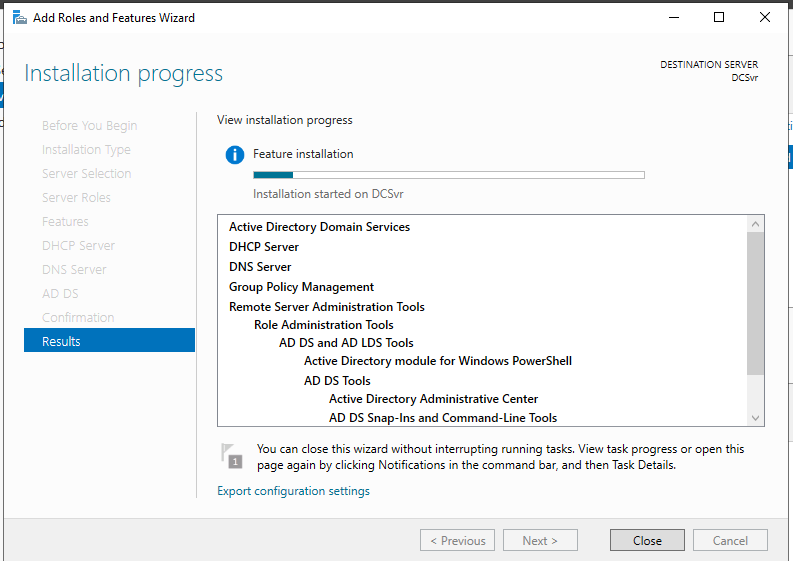 Add Roles and Features Wizard
Installation progress
DESTINATION SERVER
DCSvr
Before You Begin
Installation Type
Server Selection
Server Roles
Features
DHCP Server
DNS Server
AD DS
Confirmation
Results
View installation progress
Feature installation
Installation started on DCSvr
Active Directory Domain Services
DHCP Server
DNS Server
Group Policy Management
Remote Server Administration Tools
Role Administration Tools
AD DS and AD LDS Tools
Active Directory module for Windows PowerShell
AD DS Tools
Active Directory Administrative Center
AD DS Snap-Ins and Command-Line Tools
1
You can close this wizard without interrupting running tasks. View task progress or open this
page again by clicking Notifications in the command bar, and then Task Details.
Export configuration settings
< Previous
Next >
Close
Cancel